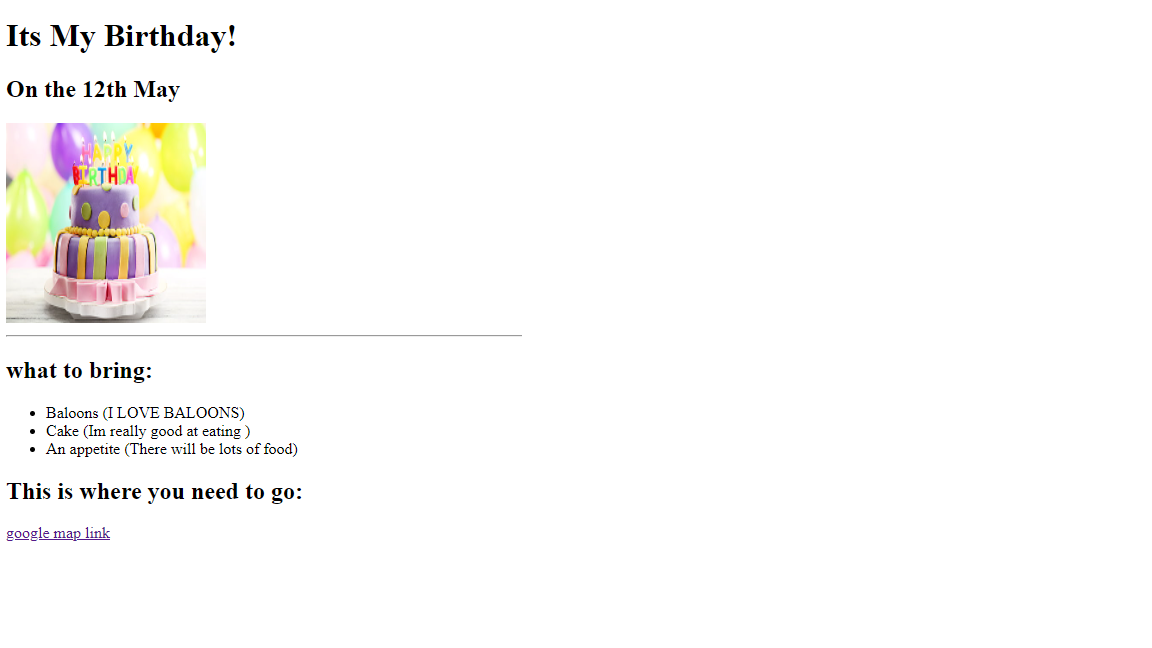 Its My Birthday!
On the 12th May
HAPPY
BIRTHDAY
what to bring:
Baloons (I LOVE BALOONS)
Cake (Im really good at eating )
An appetite (There will be lots of food)
This is where you need to go:
google map link